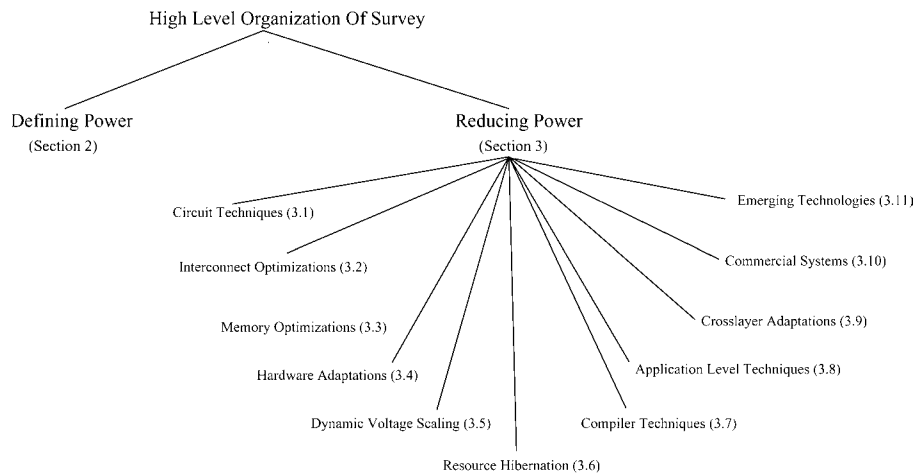 High Level Organization Of Survey
Defining Power
(Section 2)
Reducing Power
(Section 3)
Circuit Techniques (3.1)
Interconnect Optimizations (3.2)
Memory Optimizations (3.3)
Hardware Adaptations (3.4)
Dynamic Voltage Scaling (3.5)
Resource Hibernation (3.6)
Compiler Techniques (3.7)
Application Level Techniques (3.8)
Crosslayer Adaptations (3.9)
Commercial Systems (3.10)
Emerging Technologies (3.11)